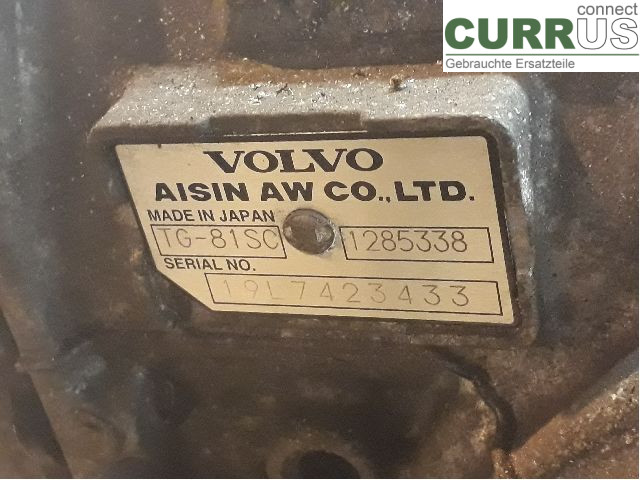 connect
CURRUS
Gebrauchte Ersatzteile
VOLVO
AISIN AW CO., LTD.
MADE IN JAPAN
TG-81SC 1285338
SERIAL NO.
19L7423433